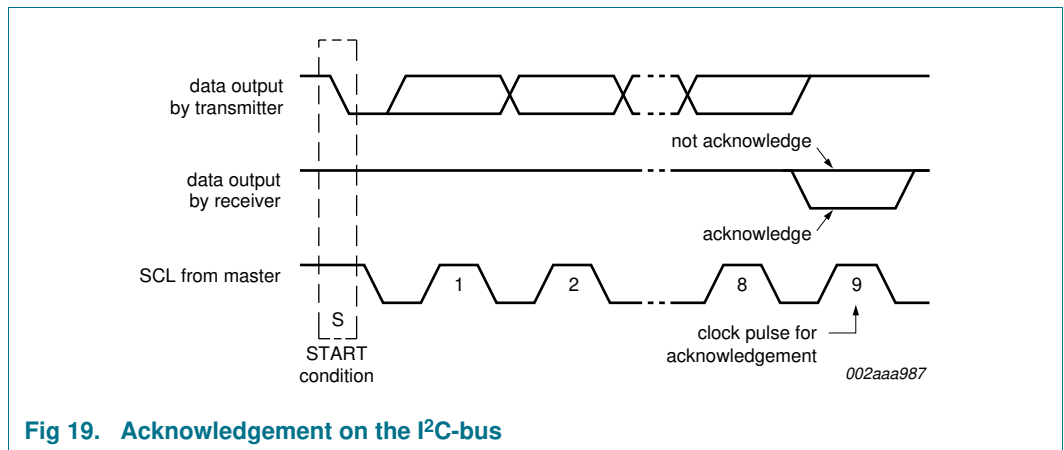 data output
by transmitter
not acknowledge
data output
by receiver
acknowledge
SCL from master
1
2
8
9
S
START
condition
clock pulse for
acknowledgement
002aaa987
Fig 19. Acknowledgement on the I²C-bus